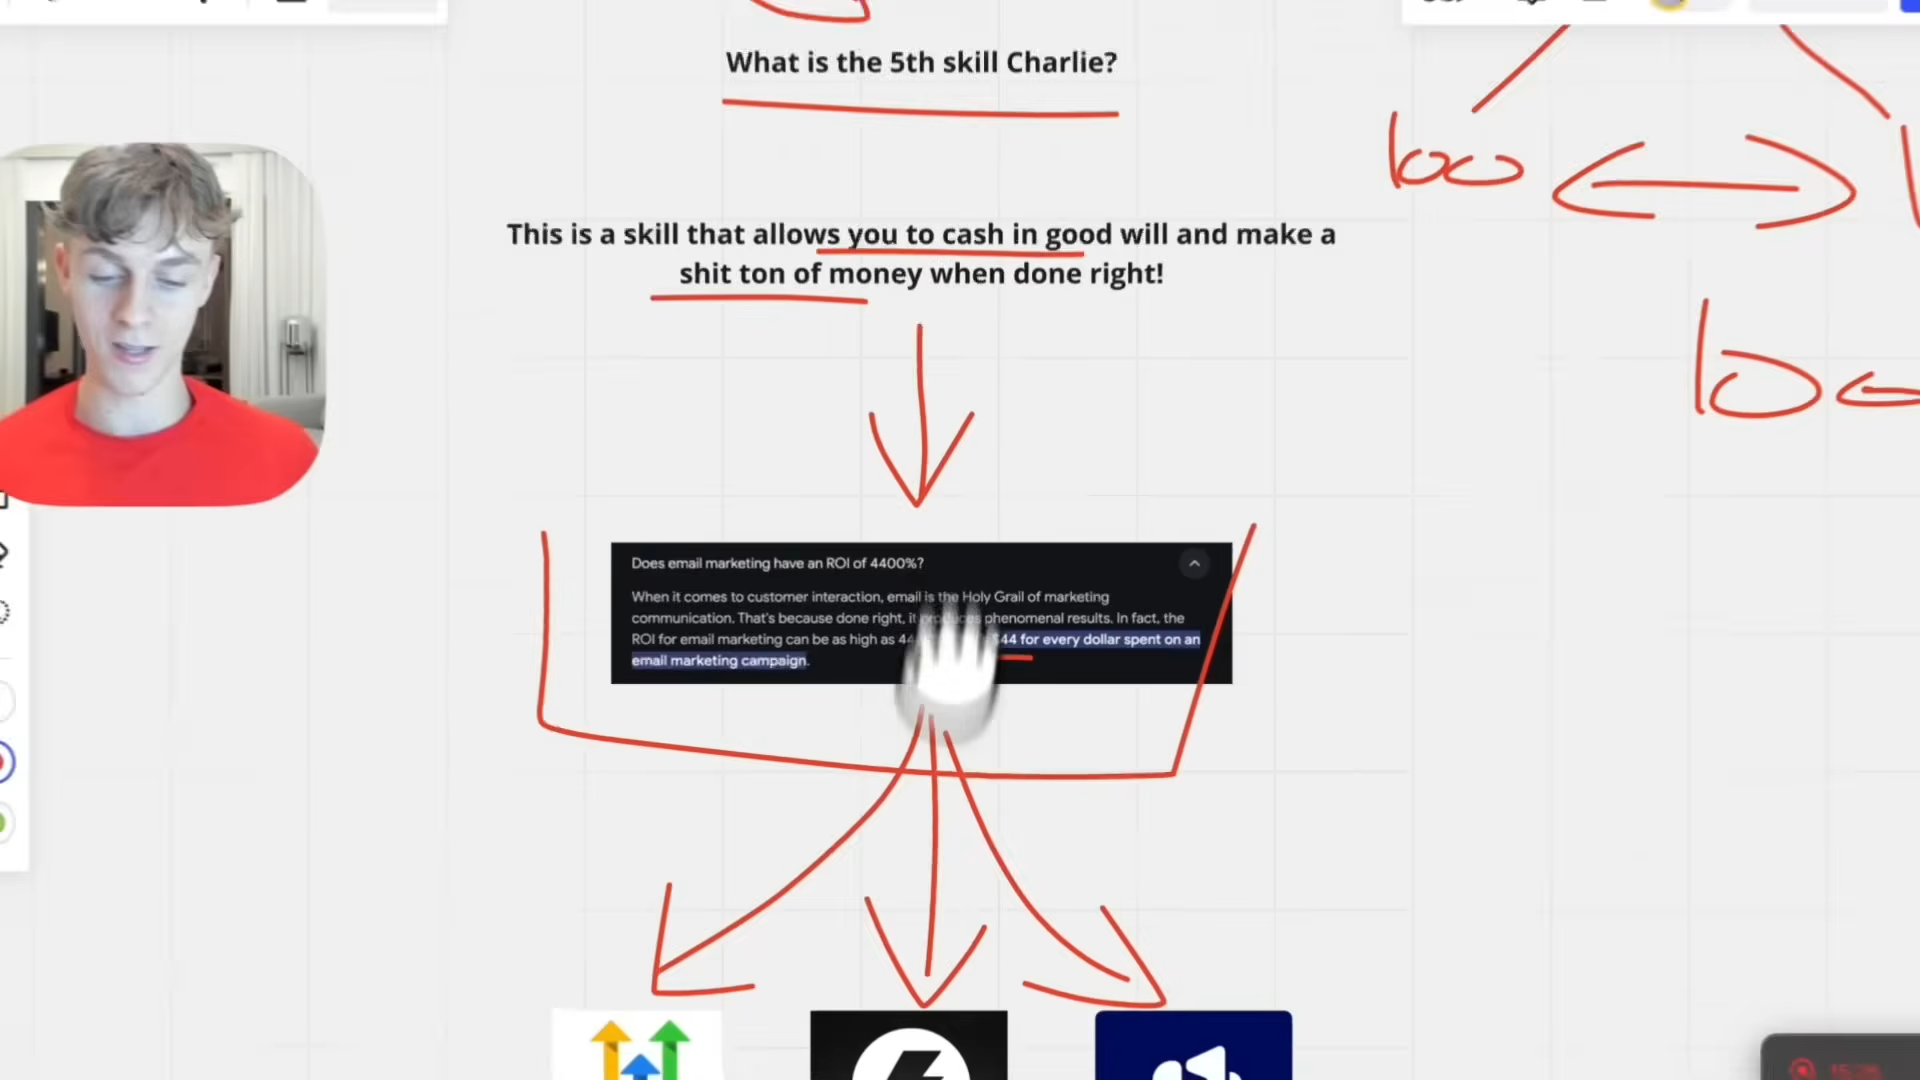 What is the 5th skill Charlie?
This is a skill that allows you to cash in good will and make a
shit ton of money when done right!
Does email marketing have an ROI of 4400%?
When it comes to customer interaction, email is the Holy Grail of marketing
communication. That's because done right, it produces phenomenal results. In fact, the
ROI for email marketing can be as high as 44 $44 for every dollar spent on an
email marketing campaign.